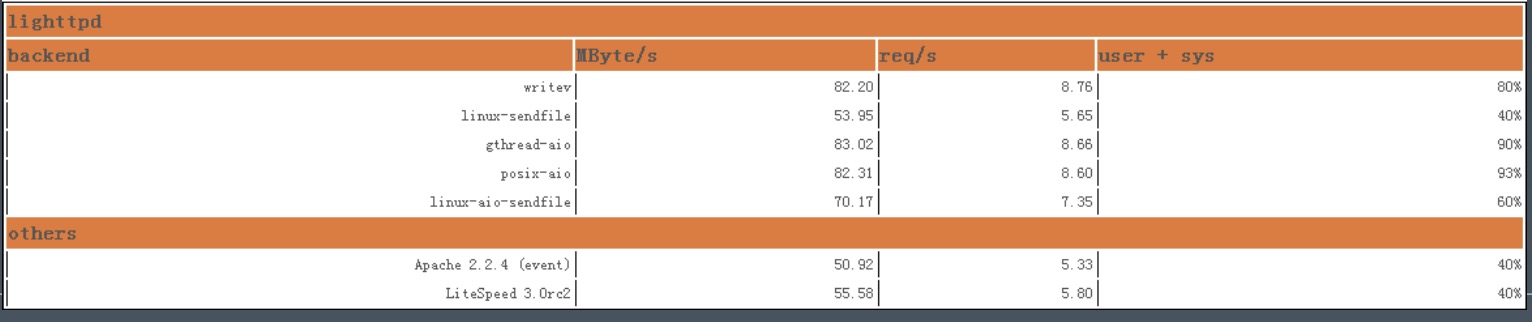 lighttpd
backend MByte/s req/s user + sys
writev 82.20 8.76 80%
linux-sendfile 53.95 5.65 40%
gthread-aio 83.02 8.66 90%
posix-aio 82.31 8.60 93%
linux-aio-sendfile 70.17 7.35 60%
others
Apache 2.2.4 (event) 50.92 5.33 40%
LiteSpeed 3.0rc2 55.58 5.80 40%